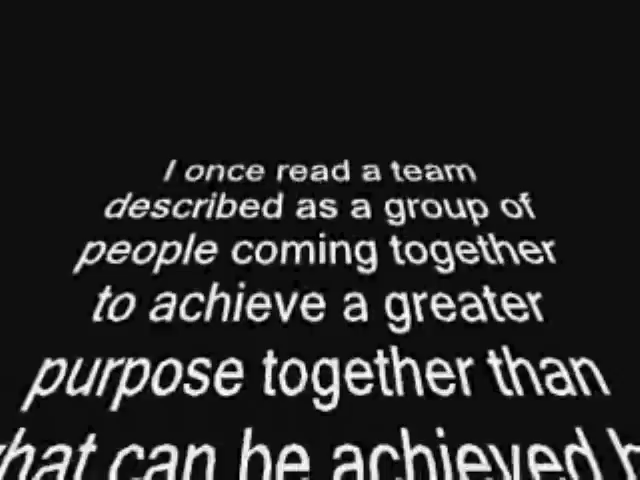 I once read a team
described as a group of
people coming together
to achieve a greater
purpose together than
what can be achieved